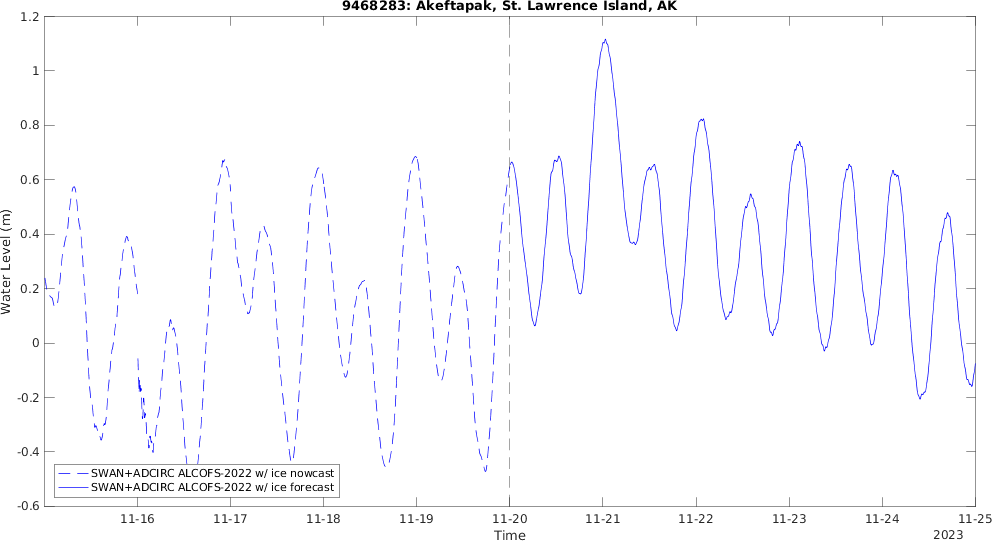 9468283: Akeftapak, St. Lawrence Island, AK
1.2
1
0.8
0.6
0.4
0.2
0
-0.2
-0.4
-0.6
Water Level (m)
SWAN+ADCIRC ALCOFS-2022 w/ ice nowcast
SWAN+ADCIRC ALCOFS-2022 w/ ice forecast
11-16 11-17 11-18 11-19 11-20 11-21 11-22 11-23 11-24 11-25
Time
2023